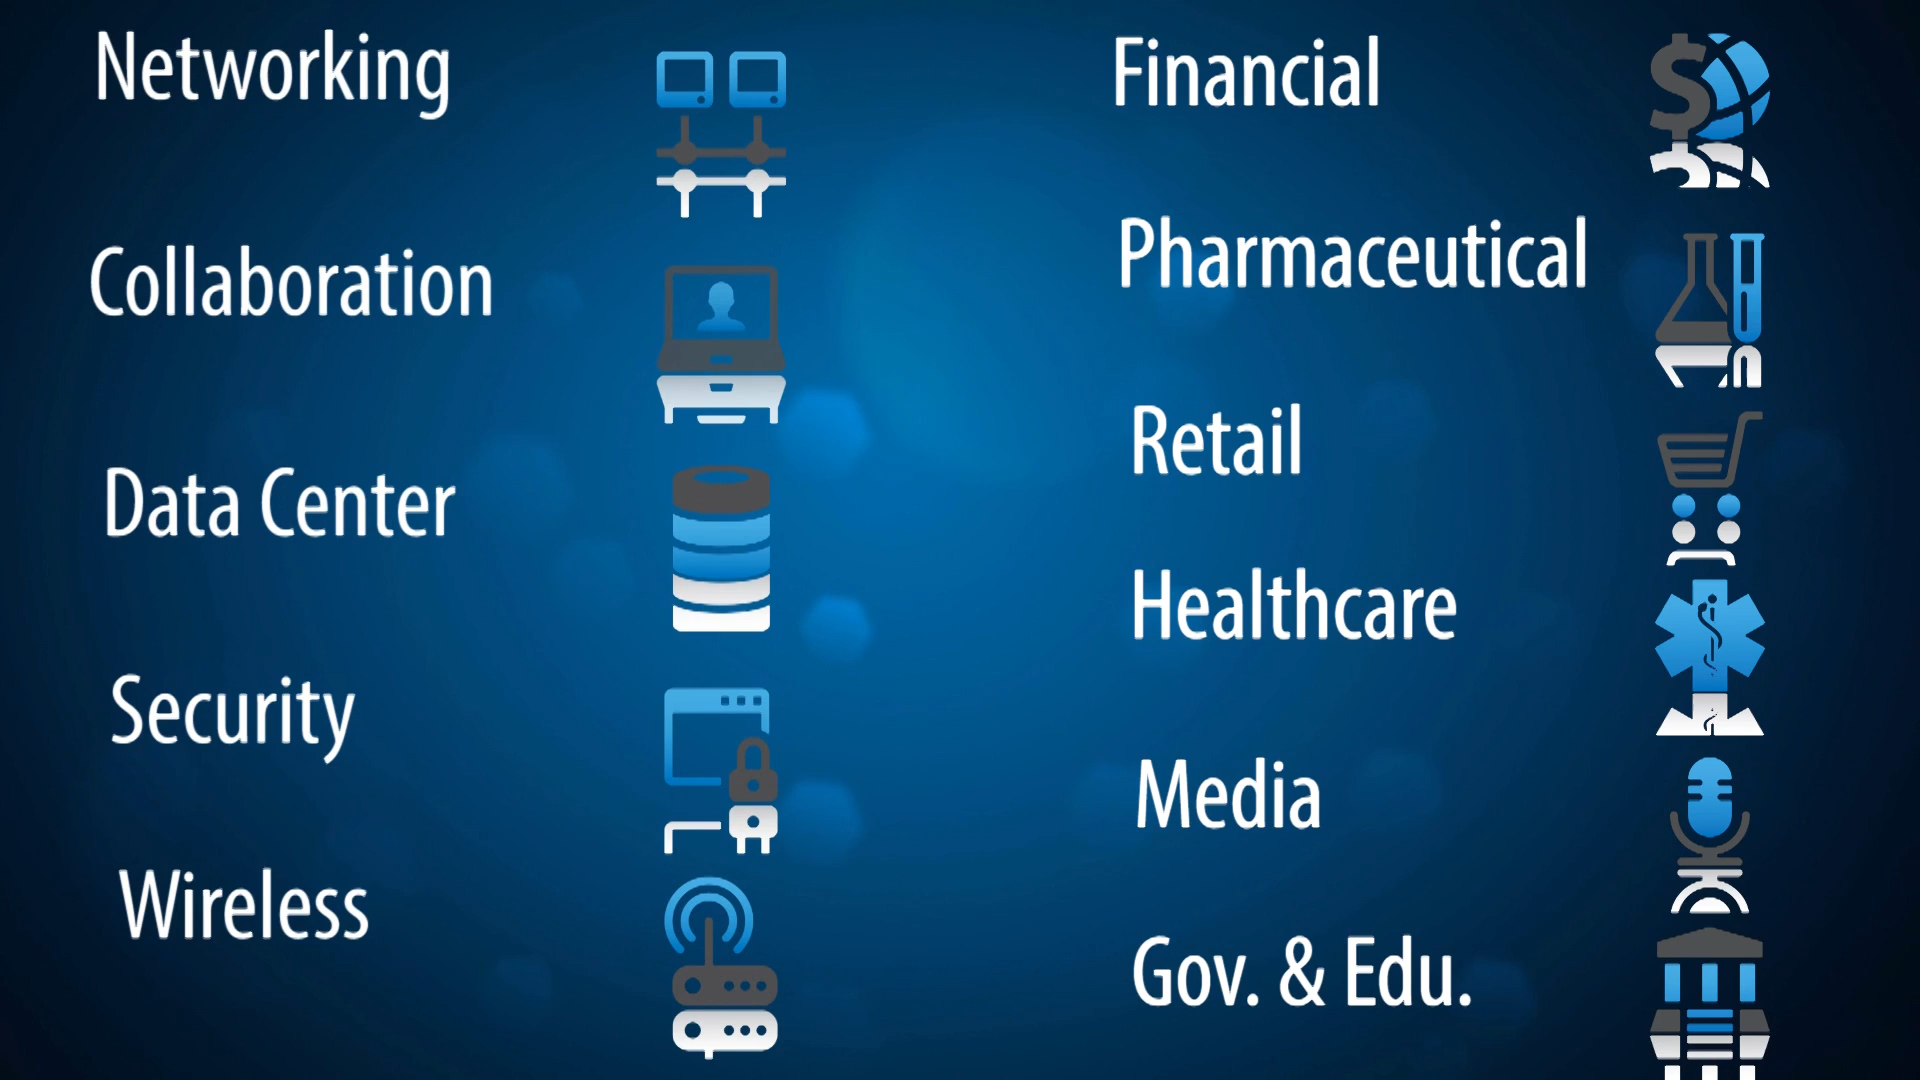 Networking
Collaboration
Data Center
Security
Wireless
Financial
Pharmaceutical
Retail
Healthcare
Media
Gov. & Edu.